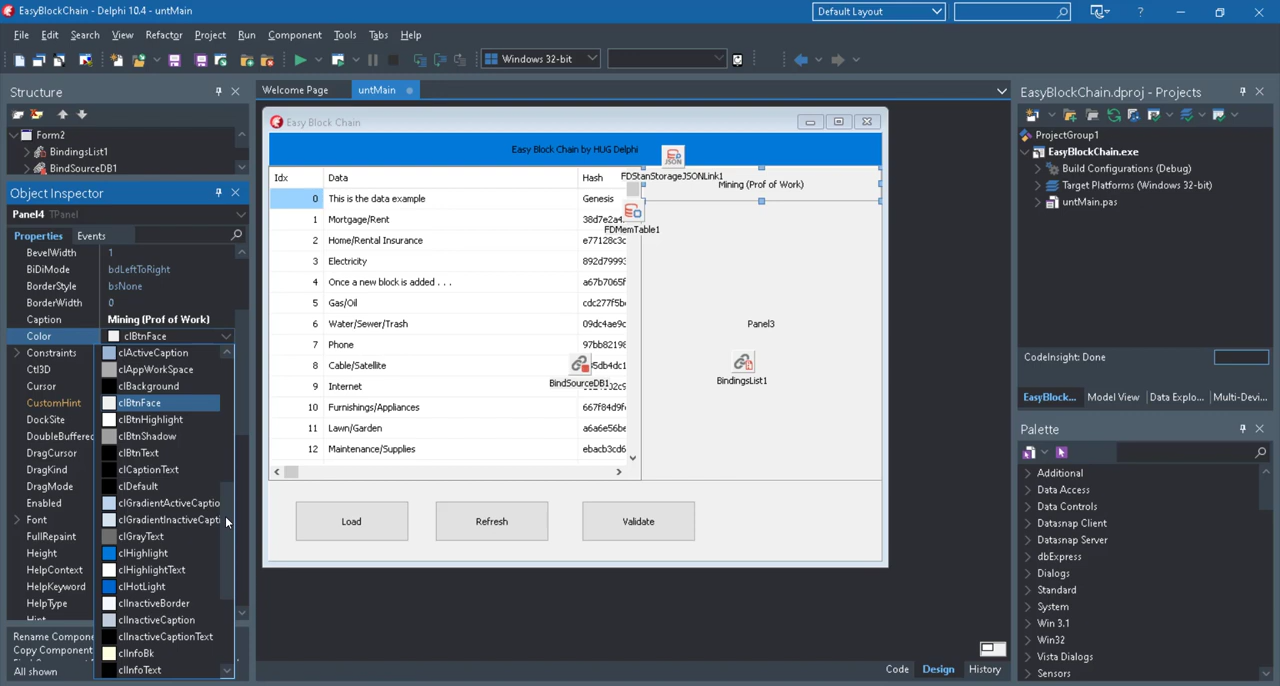 EasyBlockChain - Delphi 10.4 - untMain
Default Layout
File Edit Search View Refactor Project Run Component Tools Tabs Help
Windows 32-bit
Structure
Form2
BindingsList1
BindSourceDB1
Object Inspector
Panel4 TPanel
Properties Events
BevelWidth 1
BiDiMode bdLeftToRight
BorderStyle bsNone
BorderWidth 0
Caption Mining (Prof of Work)
Color clBtnFace
Constraints
Ctl3D
Cursor
CustomHint
DockSite
DoubleBuffered
DragCursor
DragKind
DragMode
Enabled
Font
FullRepaint
Height
HelpContext
HelpKeyword
HelpType
Hint
clActiveCaption
clAppWorkSpace
clBackground
clBtnFace
clBtnHighlight
clBtnShadow
clBtnText
clCaptionText
clDefault
clGradientActiveCaptio
clGradientInactiveCapti
clGrayText
clHighlight
clHighlightText
clHotLight
clInactiveBorder
clInactiveCaption
clInactiveCaptionText
clInfoBk
clInfoText
Rename Compone
Copy Component
All shown
Welcome Page untMain
Easy Block Chain
Easy Block Chain by HUG Delphi
JSON
FDStanStorageJSONLink1
Mining (Prof of Work)
FDMemTable1
Idx Data Hash
0 This is the data example Genesis
1 Mortgage/Rent 38d7e2a4
2 Home/Rental Insurance e77128c3
3 Electricity 892d79993
4 Once a new block is added . . . a67b7065f
5 Gas/Oil cdc277f5b
6 Water/Sewer/Trash 09dc4ae9c
7 Phone 97bb82198
8 Cable/Satellite
9 Internet
10 Furnishings/Appliances 667f84d9f
11 Lawn/Garden a6a6e56be
12 Maintenance/Supplies ebacb3cd6
BindSourceDB1
Panel3
BindingsList1
Load Refresh Validate
Code Design History
EasyBlockChain.dproj - Projects
ProjectGroup1
EasyBlockChain.exe
Build Configurations (Debug)
Target Platforms (Windows 32-bit)
untMain.pas
CodeInsight: Done
EasyBlock... Model View Data Explo... Multi-Devi...
Palette
Additional
Data Access
Data Controls
Datasnap Client
Datasnap Server
dbExpress
Dialogs
Standard
System
Win 3.1
Win32
Vista Dialogs
Sensors